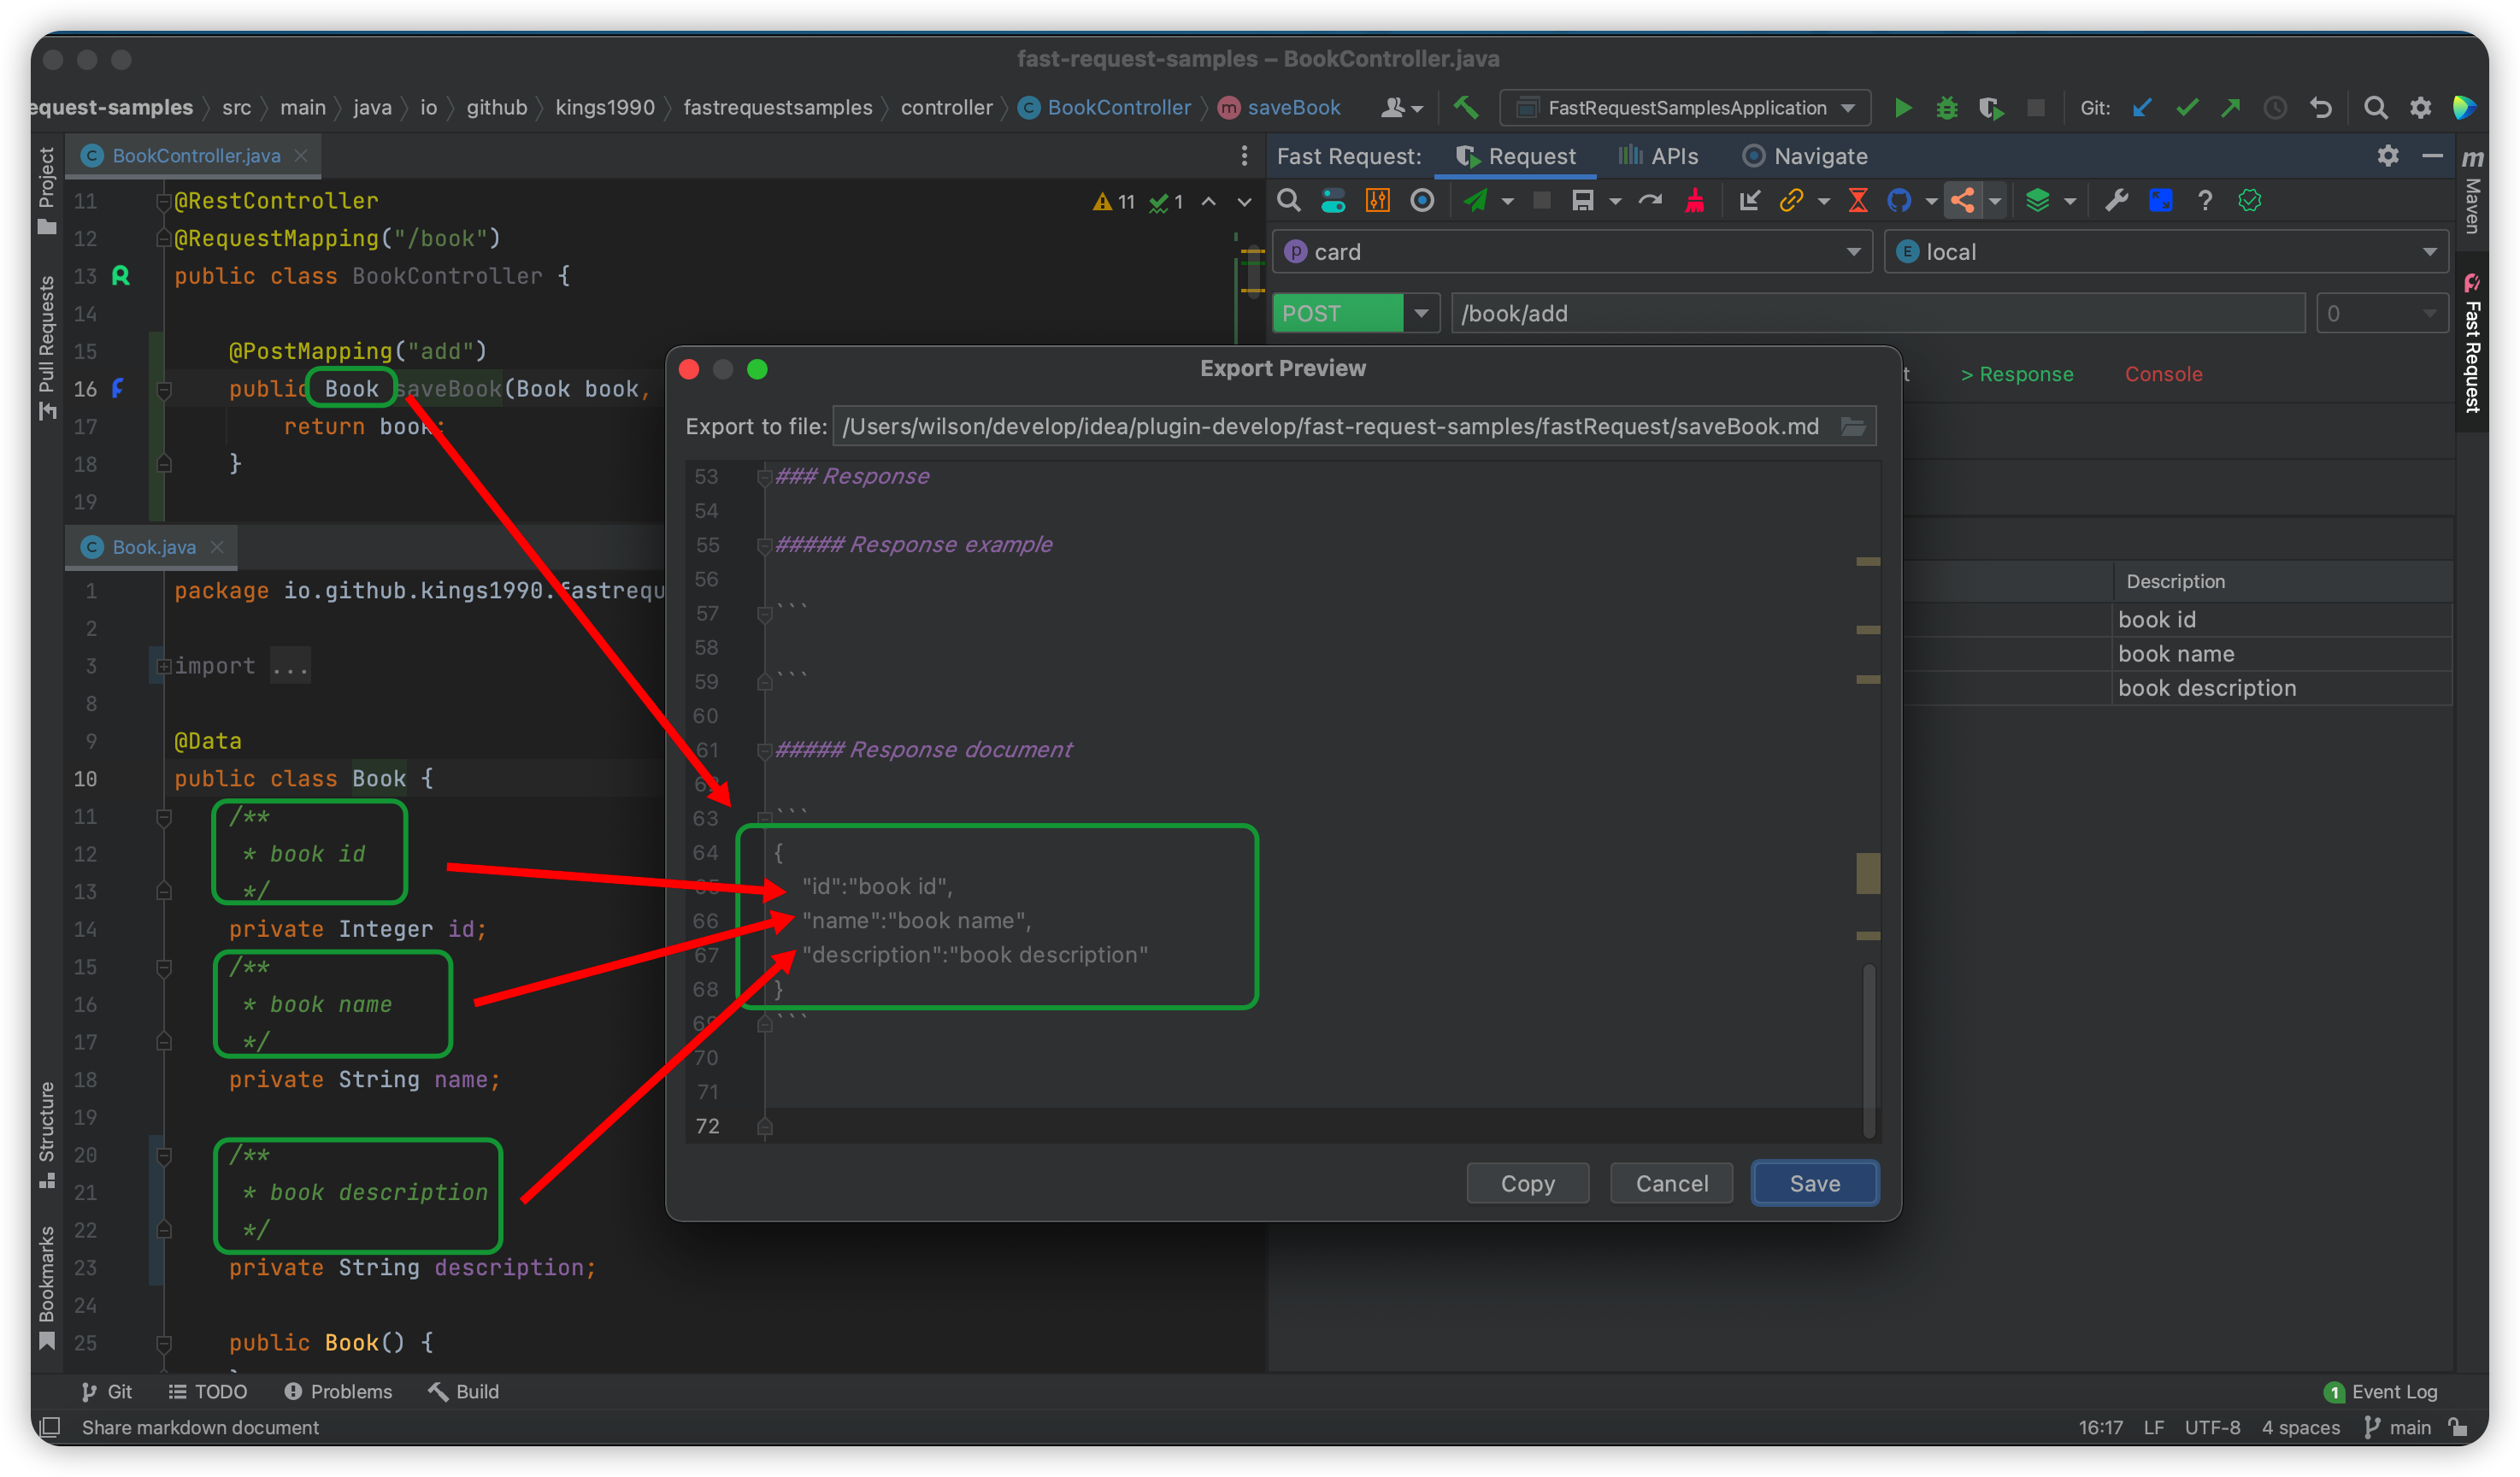 fast-request-samples – BookController.java
equest-samples src main java io github kings1990 fastrequestsamples controller BookController saveBook
FastRequestSamplesApplication
Git:
Project
Pull Requests
Structure
Bookmarks
BookController.java
11 @RestController
12 @RequestMapping("/book")
13 public class BookController {
14
15 @PostMapping("add")
16 public Book saveBook(Book book,
17 return book;
18 }
19
11 1
Book.java
1 package io.github.kings1990.fastrequ
2
3 import ...
8
9 @Data
10 public class Book {
11 /**
12 * book id
13 */
14 private Integer id;
15 /**
16 * book name
17 */
18 private String name;
19
20 /**
21 * book description
22 */
23 private String description;
24
25 public Book() {
Fast Request: Request APIs Navigate
card
local
POST
/book/add
0
t > Response Console
Description
book id
book name
book description
m Maven
Fast Request
Export Preview
Export to file: /Users/wilson/develop/idea/plugin-develop/fast-request-samples/fastRequest/saveBook.md
53 ### Response
54
55 ##### Response example
56
57 ```
58
59 ```
60
61 ##### Response document
62
63 ```
64 {
65 "id":"book id",
66 "name":"book name",
67 "description":"book description"
68 }
69 ```
70
71
72
Copy Cancel Save
Git TODO Problems Build
1 Event Log
Share markdown document
16:17 LF UTF-8 4 spaces main